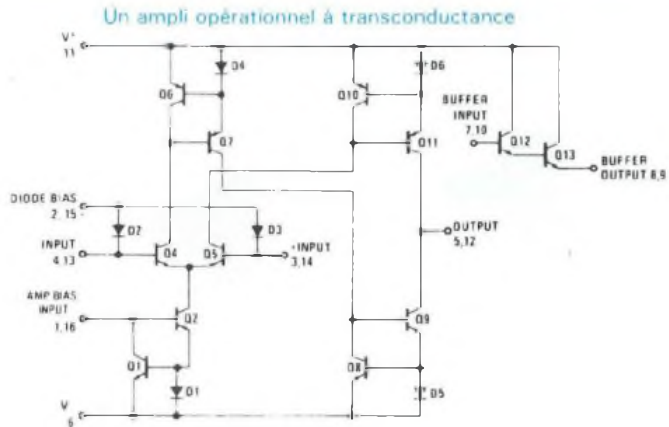 Un ampli opérationnel à transconductance
V+
11
D4
D6
Q6
Q10
BUFFER
INPUT
7,10
Q12
Q7
Q11
Q13
BUFFER
OUTPUT 8,9
DIODE BIAS
2,15
D2
D3
OUTPUT
5,12
INPUT
4,13
Q4
Q5
+INPUT
3,14
AMP BIAS
INPUT
1,16
Q2
Q9
Q1
Q8
D1
D5
V
6